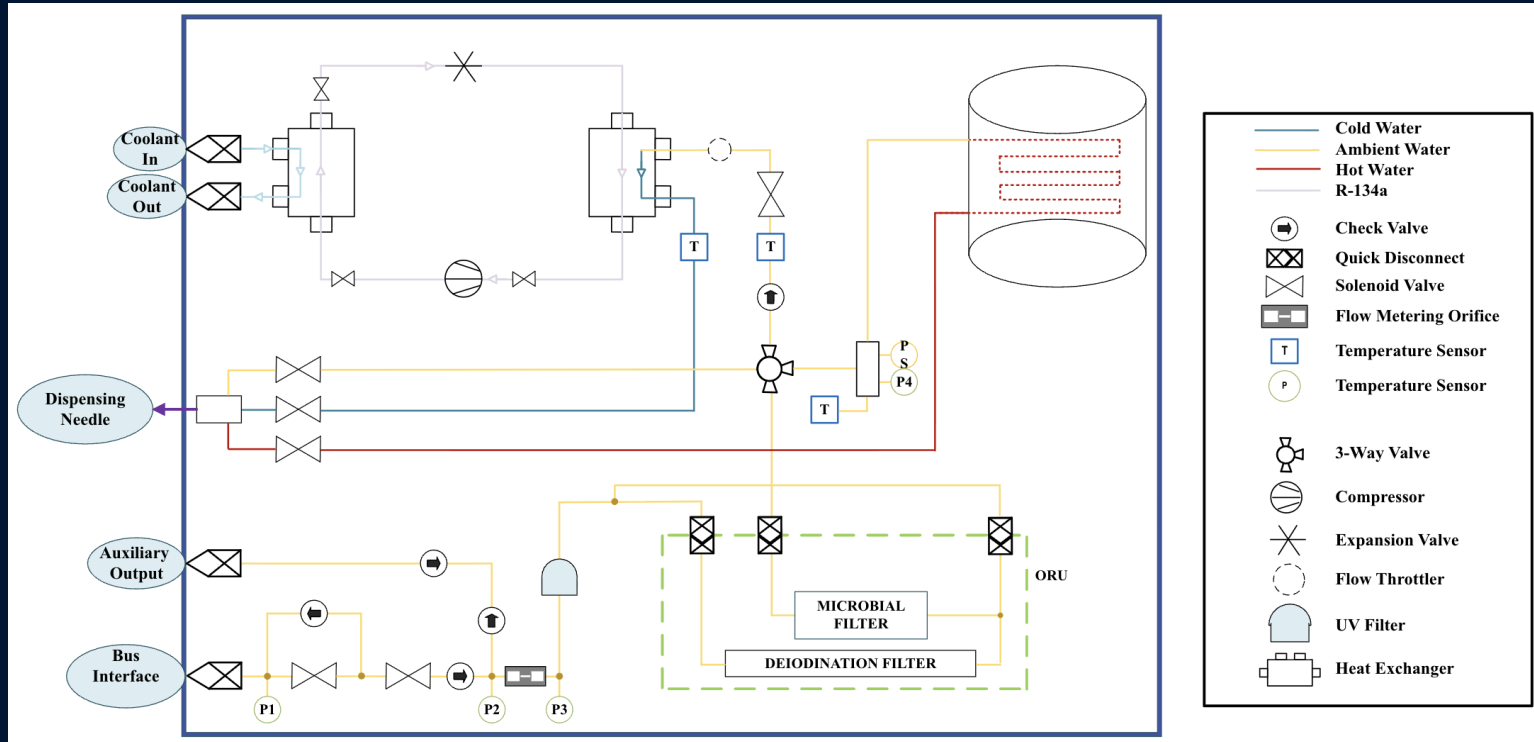 Coolant
In
Coolant
Out
T
T
P
S
P4
T
Dispensing
Needle
Auxiliary
Output
Bus
Interface
P1
P2
P3
ORU
MICROBIAL
FILTER
DEIODINATION FILTER
Cold Water
Ambient Water
Hot Water
R-134a
Check Valve
Quick Disconnect
Solenoid Valve
Flow Metering Orifice
T
Temperature Sensor
P
Temperature Sensor
3-Way Valve
Compressor
Expansion Valve
Flow Throttler
UV Filter
Heat Exchanger